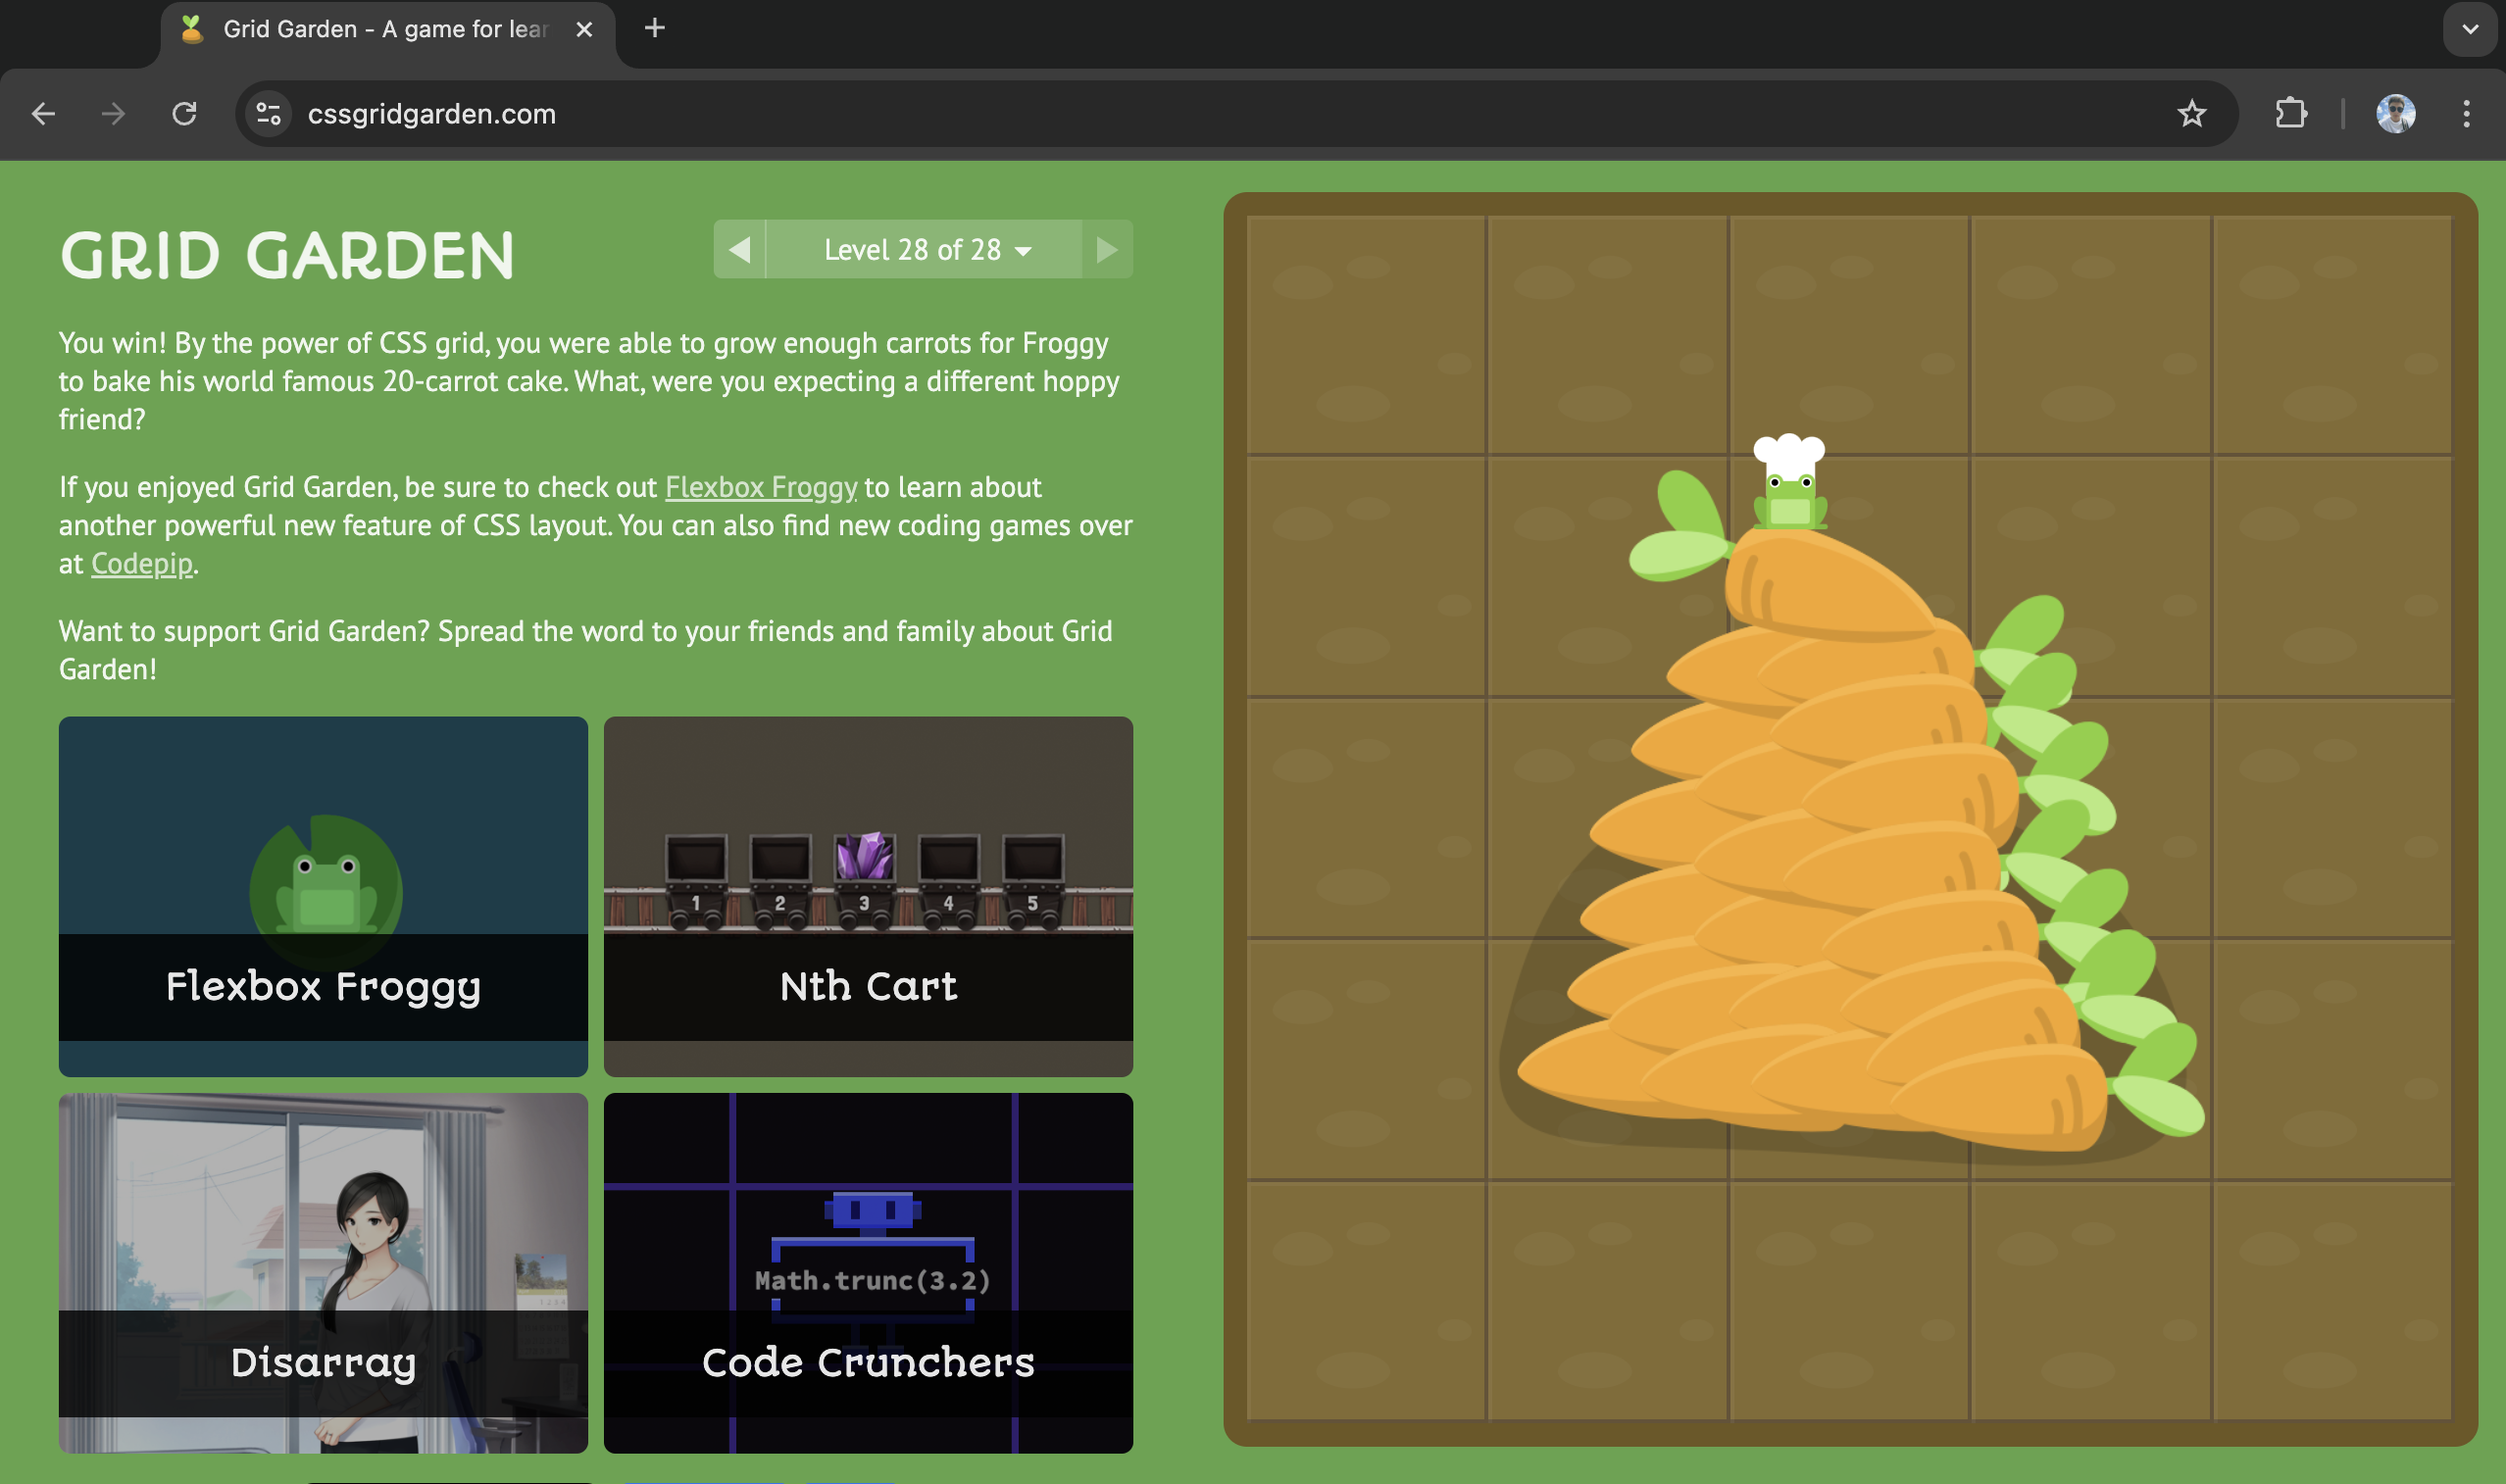 Grid Garden - A game for lear
cssgridgarden.com
GRID GARDEN
Level 28 of 28
You win! By the power of CSS grid, you were able to grow enough carrots for Froggy
to bake his world famous 20-carrot cake. What, were you expecting a different hoppy
friend?
If you enjoyed Grid Garden, be sure to check out Flexbox Froggy to learn about
another powerful new feature of CSS layout. You can also find new coding games over
at Codepip.
Want to support Grid Garden? Spread the word to your friends and family about Grid
Garden!
Flexbox Froggy
1 2 3 4 5
Nth Cart
Disarray
Math.trunc(3.2)
Code Crunchers